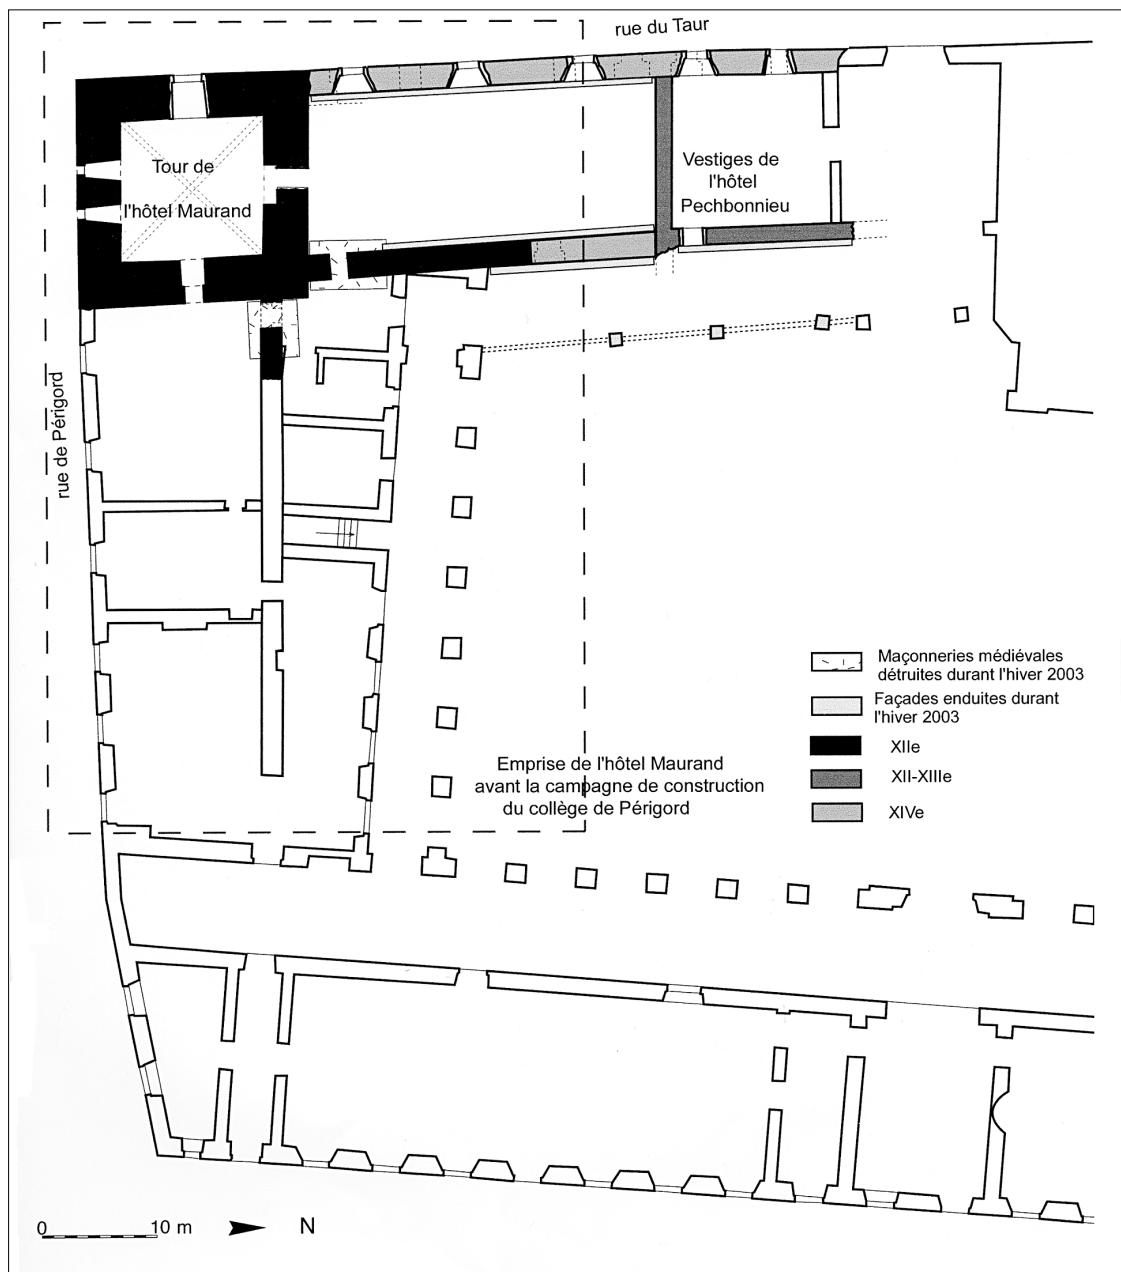 rue du Taur
Tour de
l'hôtel Maurand
Vestiges de
l'hôtel
Pechbonnieu
rue de Périgord
Maçonneries médiévales
détruites durant l'hiver 2003
Façades enduites durant
l'hiver 2003
XIIe
XII-XIIIe
XIVe
Emprise de l'hôtel Maurand
avant la campagne de construction
du collège de Périgord
0 10 m N